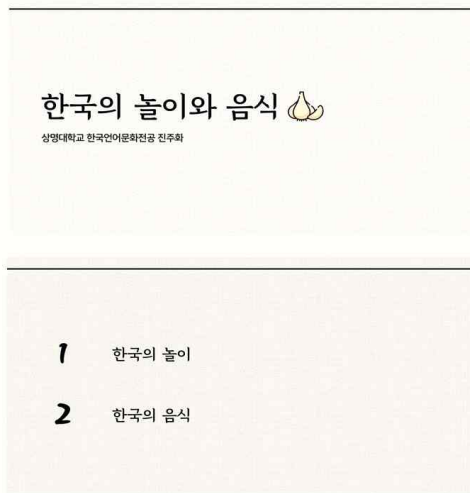 한국의 놀이와 음식
상명대학교 한국언어문화전공 진주화
1 한국의 놀이
2 한국의 음식